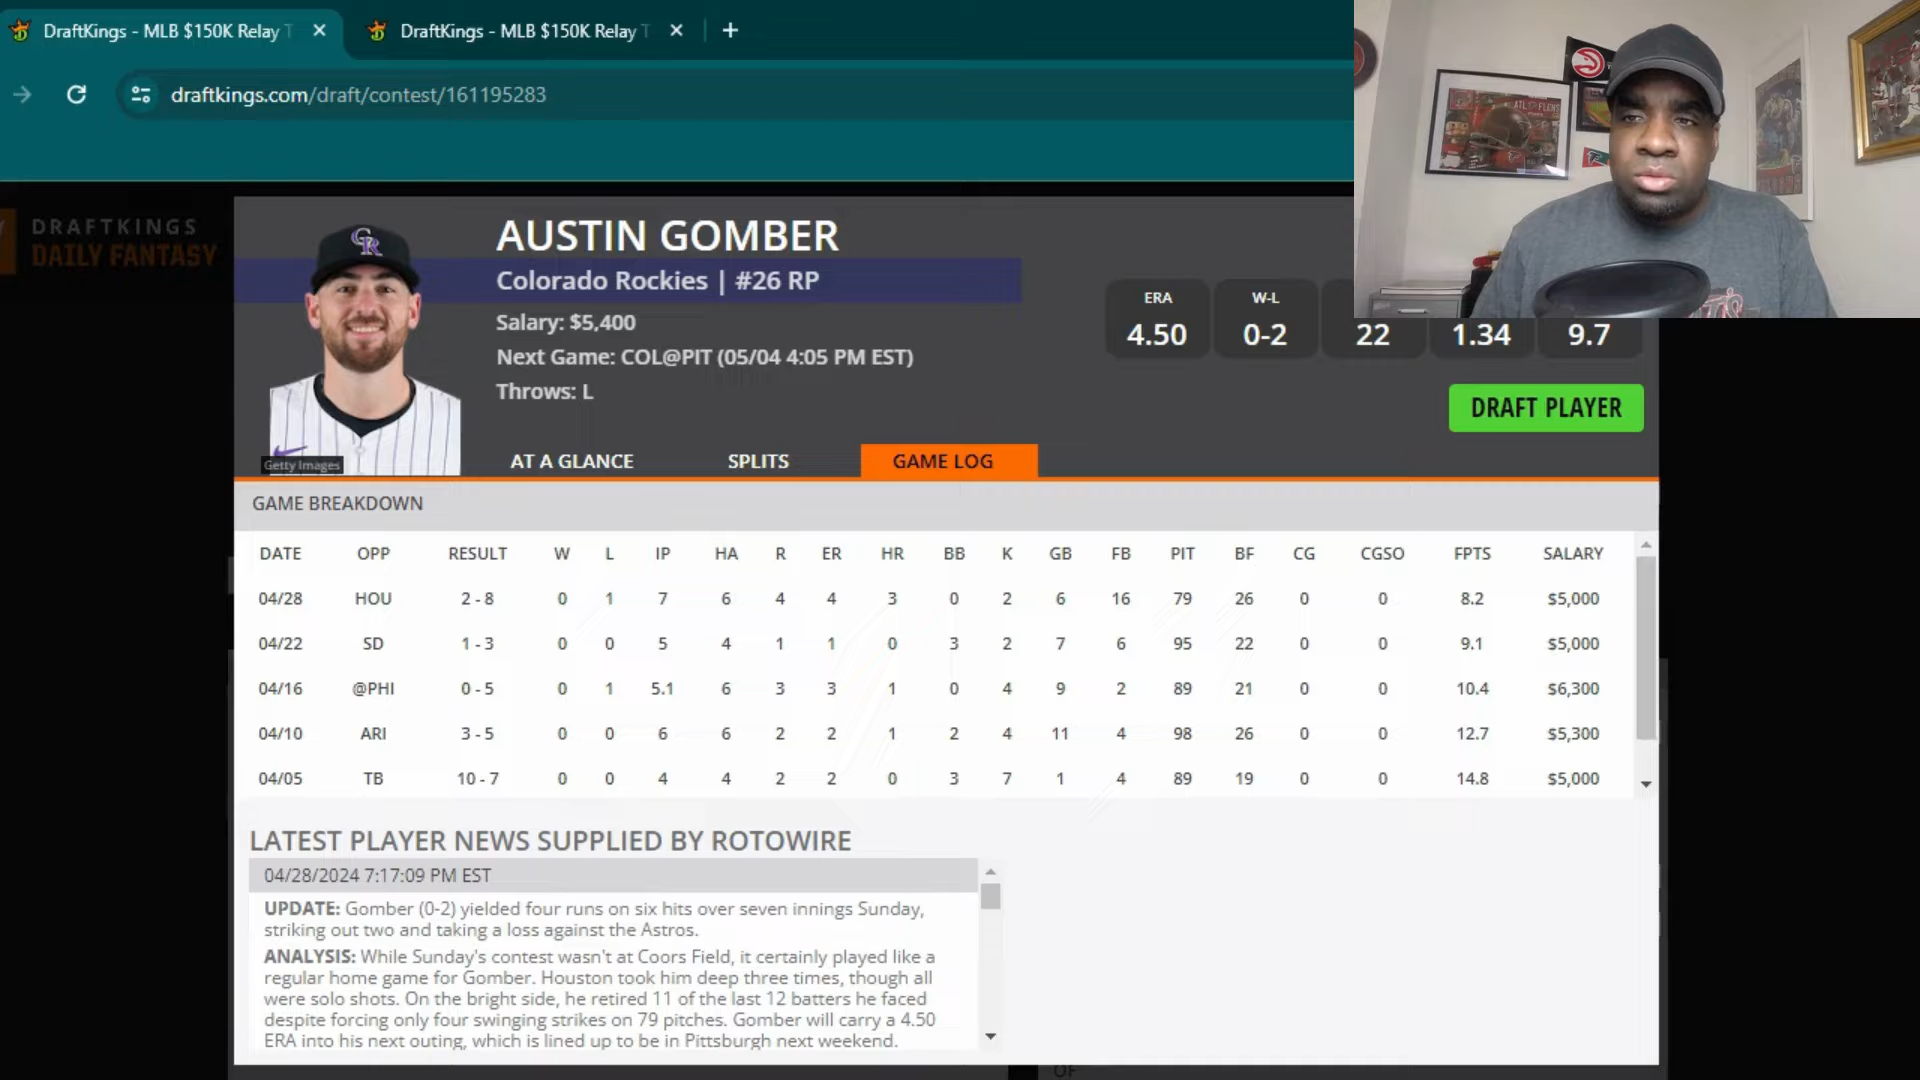 DraftKings - MLB $150K Relay T
DraftKings - MLB $150K Relay T
draftkings.com/draft/contest/161195283
DRAFTKINGS
DAILY FANTASY
AUSTIN GOMBER
Colorado Rockies | #26 RP
Salary: $5,400
Next Game: COL@PIT (05/04 4:05 PM EST)
Throws: L
ERA W-L
4.50 0-2 22 1.34 9.7
DRAFT PLAYER
Getty Images
AT A GLANCE SPLITS GAME LOG
GAME BREAKDOWN
DATE OPP RESULT W L IP HA R ER HR BB K GB FB PIT BF CG CGSO FPTS SALARY
04/28 HOU 2 - 8 0 1 7 6 4 4 3 0 2 6 16 79 26 0 0 8.2 $5,000
04/22 SD 1 - 3 0 0 5 4 1 1 0 3 2 7 6 95 22 0 0 9.1 $5,000
04/16 @PHI 0 - 5 0 1 5.1 6 3 3 1 0 4 9 2 89 21 0 0 10.4 $6,300
04/10 ARI 3 - 5 0 0 6 6 2 2 1 2 4 11 4 98 26 0 0 12.7 $5,300
04/05 TB 10 - 7 0 0 4 4 2 2 0 3 7 1 4 89 19 0 0 14.8 $5,000
LATEST PLAYER NEWS SUPPLIED BY ROTOWIRE
04/28/2024 7:17:09 PM EST
UPDATE: Gomber (0-2) yielded four runs on six hits over seven innings Sunday,
striking out two and taking a loss against the Astros.
ANALYSIS: While Sunday's contest wasn't at Coors Field, it certainly played like a
regular home game for Gomber. Houston took him deep three times, though all
were solo shots. On the bright side, he retired 11 of the last 12 batters he faced
despite forcing only four swinging strikes on 79 pitches. Gomber will carry a 4.50
ERA into his next outing, which is lined up to be in Pittsburgh next weekend.
OF